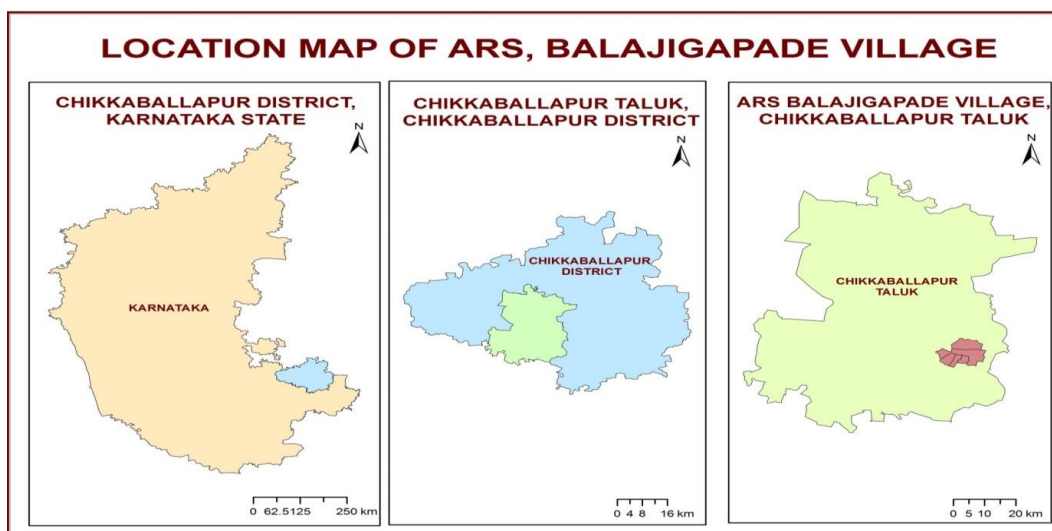 LOCATION MAP OF ARS, BALAJIGAPADE VILLAGE
CHIKKABALLAPUR DISTRICT,
KARNATAKA STATE
N
KARNATAKA
0 62.5125 250 km
CHIKKABALLAPUR TALUK,
CHIKKABALLAPUR DISTRICT
N
CHIKKABALLAPUR
DISTRICT
0 4 8 16 km
ARS BALAJIGAPADE VILLAGE,
CHIKKABALLAPUR TALUK
N
CHIKKABALLAPUR
TALUK
0 5 10 20 km